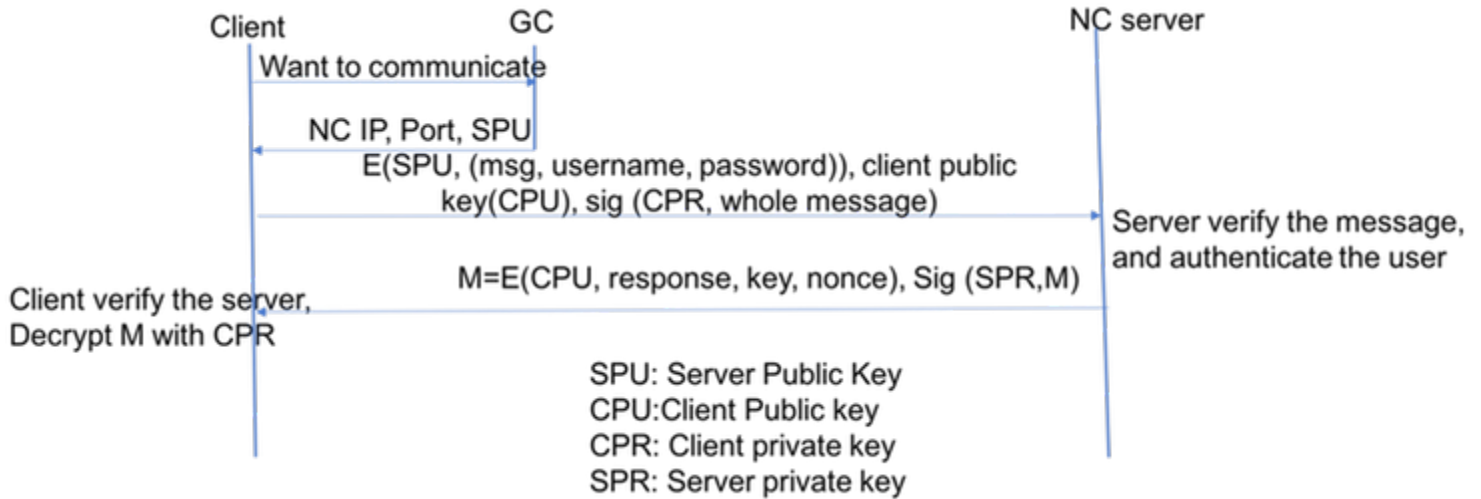 Client
GC
NC server
Want to communicate
NC IP, Port, SPU
E(SPU, (msg, username, password)), client public
key(CPU), sig (CPR, whole message)
Server verify the message,
and authenticate the user
M=E(CPU, response, key, nonce), Sig (SPR,M)
Client verify the server,
Decrypt M with CPR
SPU: Server Public Key
CPU:Client Public key
CPR: Client private key
SPR: Server private key